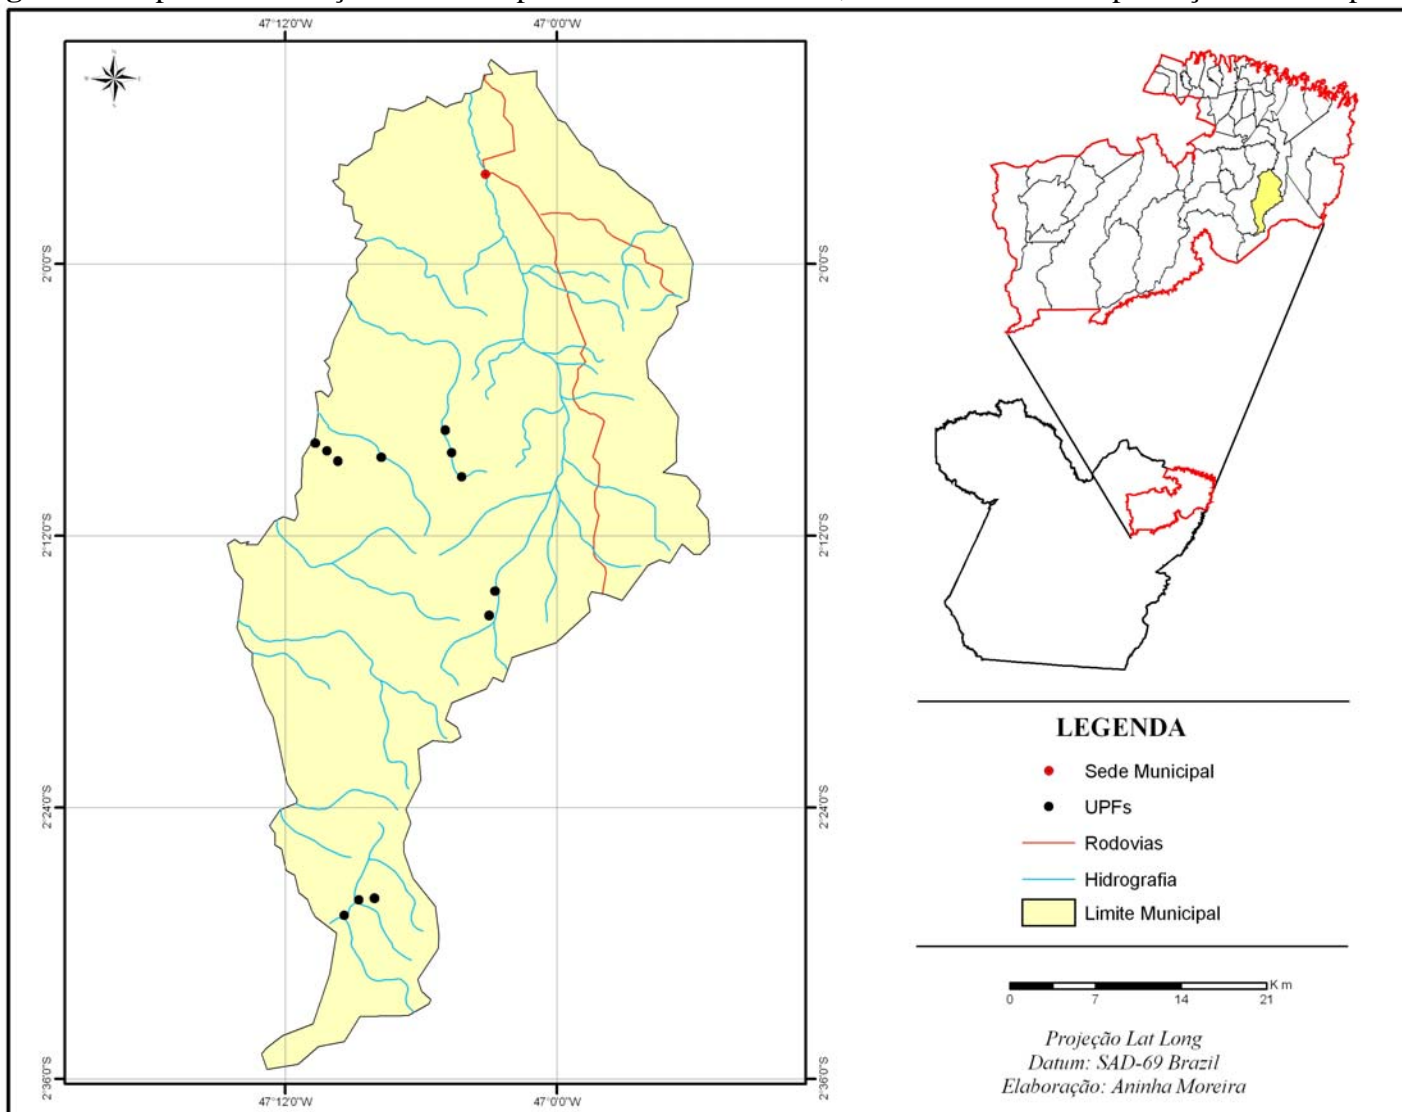 47°12'0"W 47°0'0"W
2°0'0"S 2°0'0"S
2°12'0"S 2°12'0"S
2°24'0"S 2°24'0"S
2°36'0"S 2°36'0"S
47°12'0"W 47°0'0"W
LEGENDA
Sede Municipal
UPFs
Rodovias
Hidrografia
Limite Municipal
Km
0 7 14 21
Projeção Lat Long
Datum: SAD-69 Brazil
Elaboração: Aninha Moreira